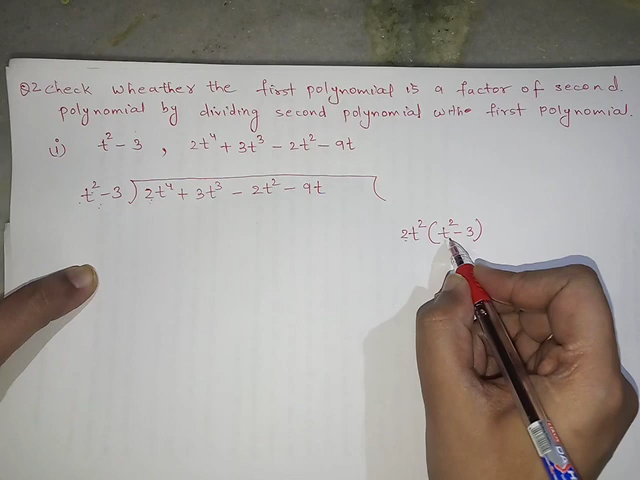 Q2 Check wheather the first polynomial is a factor of second
polynomial by dividing second polynomial withe first polynomial.
i) t² - 3 , 2t⁴ + 3t³ - 2t² - 9t
t² - 3 ) 2t⁴ + 3t³ - 2t² - 9t (
2t² ( t² - 3 )